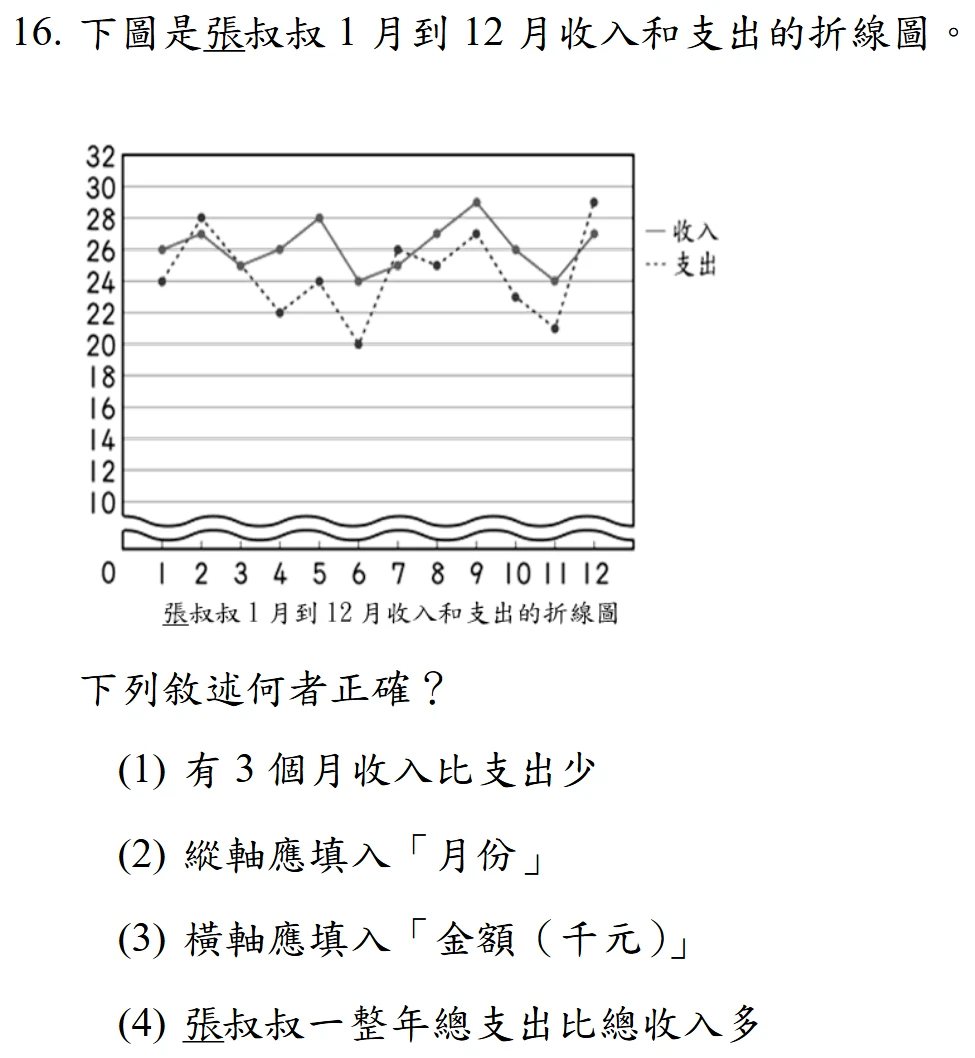 16. 下圖是張叔叔 1 月到 12 月收入和支出的折線圖。
32
30
28
26
24
22
20
18
16
14
12
10
0 1 2 3 4 5 6 7 8 9 10 11 12
收入
支出
張叔叔 1 月到 12 月收入和支出的折線圖
下列敘述何者正確？
(1) 有 3 個月收入比支出少
(2) 縱軸應填入「月份」
(3) 橫軸應填入「金額（千元）」
(4) 張叔叔一整年總支出比總收入多